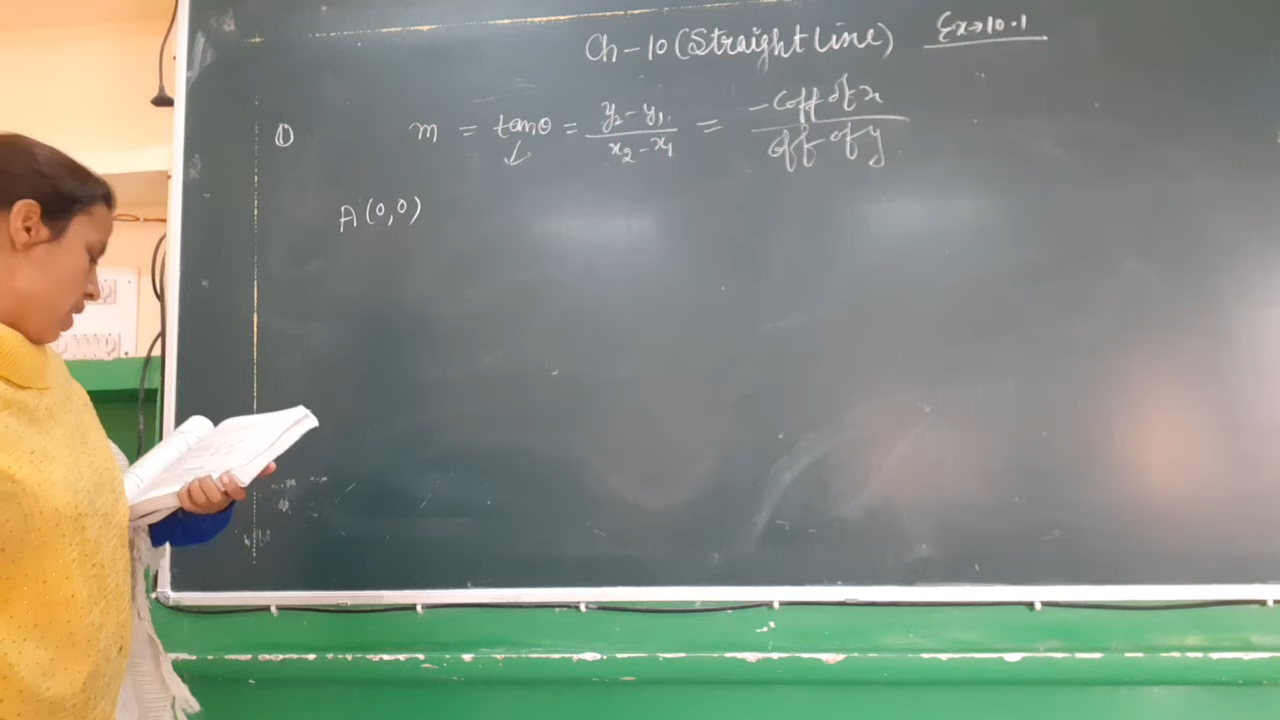 Ch-10 (Straight Line) Ex→10.1
① m = tanθ = y₂-y₁ / x₂-x₁ = -Coff of x / Coff of y
A(0,0)